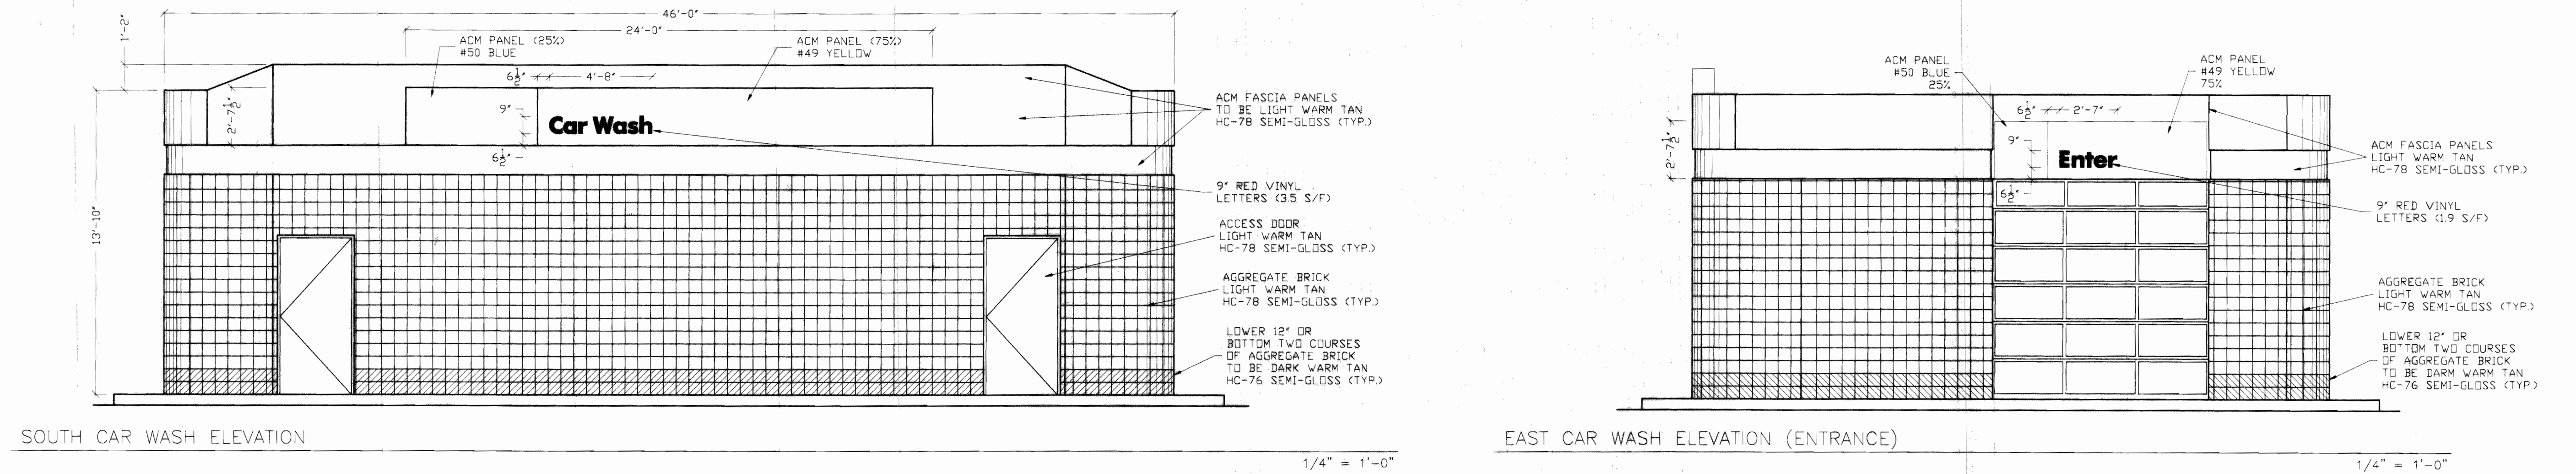 46'-0"
1'-2"
24'-0"
ACM PANEL (25%)
#50 BLUE
ACM PANEL (75%)
#49 YELLOW
6½"
4'-8"
2'-7½"
9"
Car Wash
6½"
13'-10"
ACM FASCIA PANELS
TO BE LIGHT WARM TAN
HC-78 SEMI-GLOSS (TYP.)
9" RED VINYL
LETTERS (3.5 S/F)
ACCESS DOOR
LIGHT WARM TAN
HC-78 SEMI-GLOSS (TYP.)
AGGREGATE BRICK
LIGHT WARM TAN
HC-78 SEMI-GLOSS (TYP.)
LOWER 12" OR
BOTTOM TWO COURSES
OF AGGREGATE BRICK
TO BE DARK WARM TAN
HC-76 SEMI-GLOSS (TYP.)
SOUTH CAR WASH ELEVATION
1/4" = 1'-0"
ACM PANEL
#50 BLUE
25%
ACM PANEL
#49 YELLOW
75%
6½"
2'-7"
2'-7½"
9"
Enter
6½"
ACM FASCIA PANELS
LIGHT WARM TAN
HC-78 SEMI-GLOSS (TYP.)
9" RED VINYL
LETTERS (1.9 S/F)
AGGREGATE BRICK
LIGHT WARM TAN
HC-78 SEMI-GLOSS (TYP.)
LOWER 12" OR
BOTTOM TWO COURSES
OF AGGREGATE BRICK
TO BE DARM WARM TAN
HC-76 SEMI-GLOSS (TYP.)
EAST CAR WASH ELEVATION (ENTRANCE)
1/4" = 1'-0"